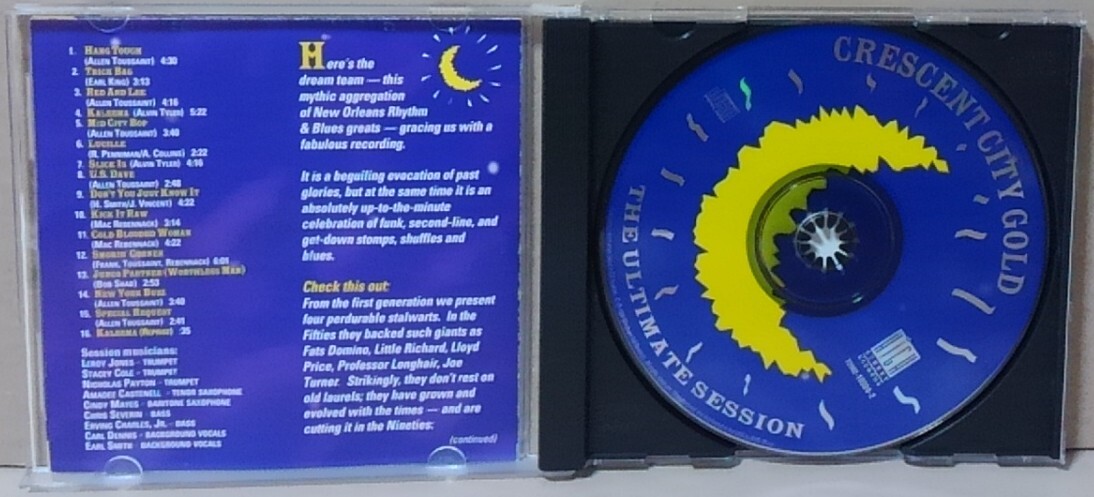 1. Hang Tough
(Allen Toussaint) 4:30
2. Trick Bag
(Earl King) 3:13
3. Red And Lee
(Allen Toussaint) 4:16
4. Kaldoma (Alvin Tyler) 5:22
5. Mid City Bop
(Allen Toussaint) 3:40
6. Lucille
(R. Penniman/A. Collins) 2:22
7. Slick Is (Alvin Tyler) 4:16
8. U.S. Dave
(Allen Toussaint) 2:48
9. Don't You Just Know It
(H. Smith/J. Vincent) 4:32
10. Kick It Raw
(Mac Rebennack) 3:14
11. Cold Blooded Woman
(Mac Rebennack) 4:22
12. Smokin' Corner
(Frank, Toussaint, Rebennack) 6:01
13. Junco Partner (Worthless Man)
(Bob Shad) 2:53
14. New York Buzz
(Allen Toussaint) 3:40
15. Special Request
(Allen Toussaint) 2:41
16. (Reprise) :35
Session musicians:
Leroy Jones - trumpet
Stacey Cole - trumpet
Nicholas Payton - trumpet
Amadee Castenell - tenor saxophone
Cindy Mayes - baritone saxophone
Chris Severin - bass
Erving Charles, Jr. - bass
Carl Dennis - background vocals
Earl Smith - background vocals
Here's the
dream team — this
mythic aggregation
of New Orleans Rhythm
& Blues greats — gracing us with a
fabulous recording.
It is a beguiling evocation of past
glories, but at the same time it is an
absolutely up-to-the-minute
celebration of funk, second-line, and
get-down stomps, shuffles and
blues.
Check this out:
From the first generation we present
four perdurable stalwarts. In the
Fifties they backed such giants as
Fats Domino, Little Richard, Lloyd
Price, Professor Longhair, Joe
Turner. Strikingly, they don't rest on
old laurels; they have grown and
evolved with the times — and are
cutting it in the Nineties:
(continued)
CRESCENT CITY GOLD
THE ULTIMATE SESSION
HIGH
STREET
RECORDS